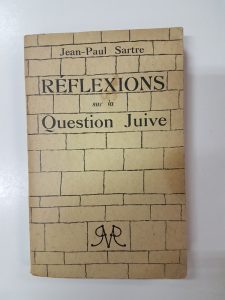 Jean-Paul Sartre
RÉFLEXIONS
sur la
Question Juive